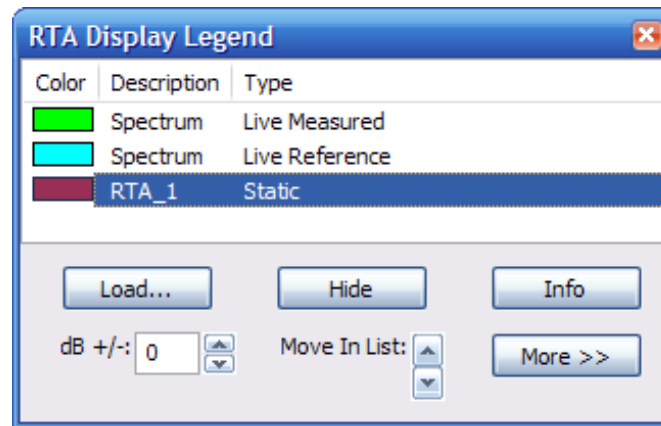 RTA Display Legend
Color Description Type
Spectrum Live Measured
Spectrum Live Reference
RTA_1 Static
Load... Hide Info
dB +/-: 0 Move In List: More >>